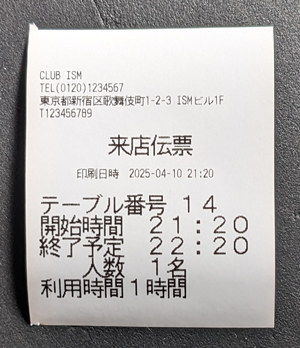 CLUB ISM
TEL(0120)1234567
東京都新宿区歌舞伎町1-2-3 ISMビル1F
T123456789
来店伝票
印刷日時 2025-04-10 21:20
テーブル番号 14
開始時間 21:20
終了予定 22:20
人数 1名
利用時間1時間